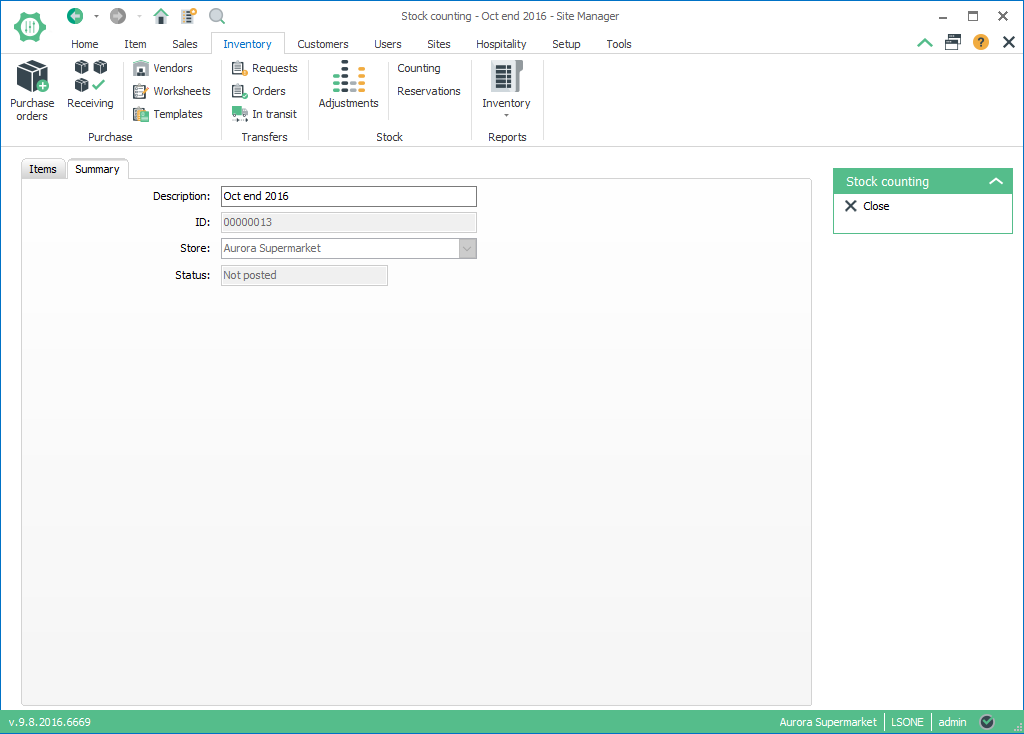 Stock counting - Oct end 2016 - Site Manager
Home Item Sales Inventory Customers Users Sites Hospitality Setup Tools
?
Purchase orders
Receiving
Vendors
Worksheets
Templates
Purchase
Requests
Orders
In transit
Transfers
Adjustments
Counting
Reservations
Stock
Inventory
Reports
Items Summary
Description: Oct end 2016
ID: 00000013
Store: Aurora Supermarket
Status: Not posted
Stock counting
Close
v.9.8.2016.6669
Aurora Supermarket LSONE admin